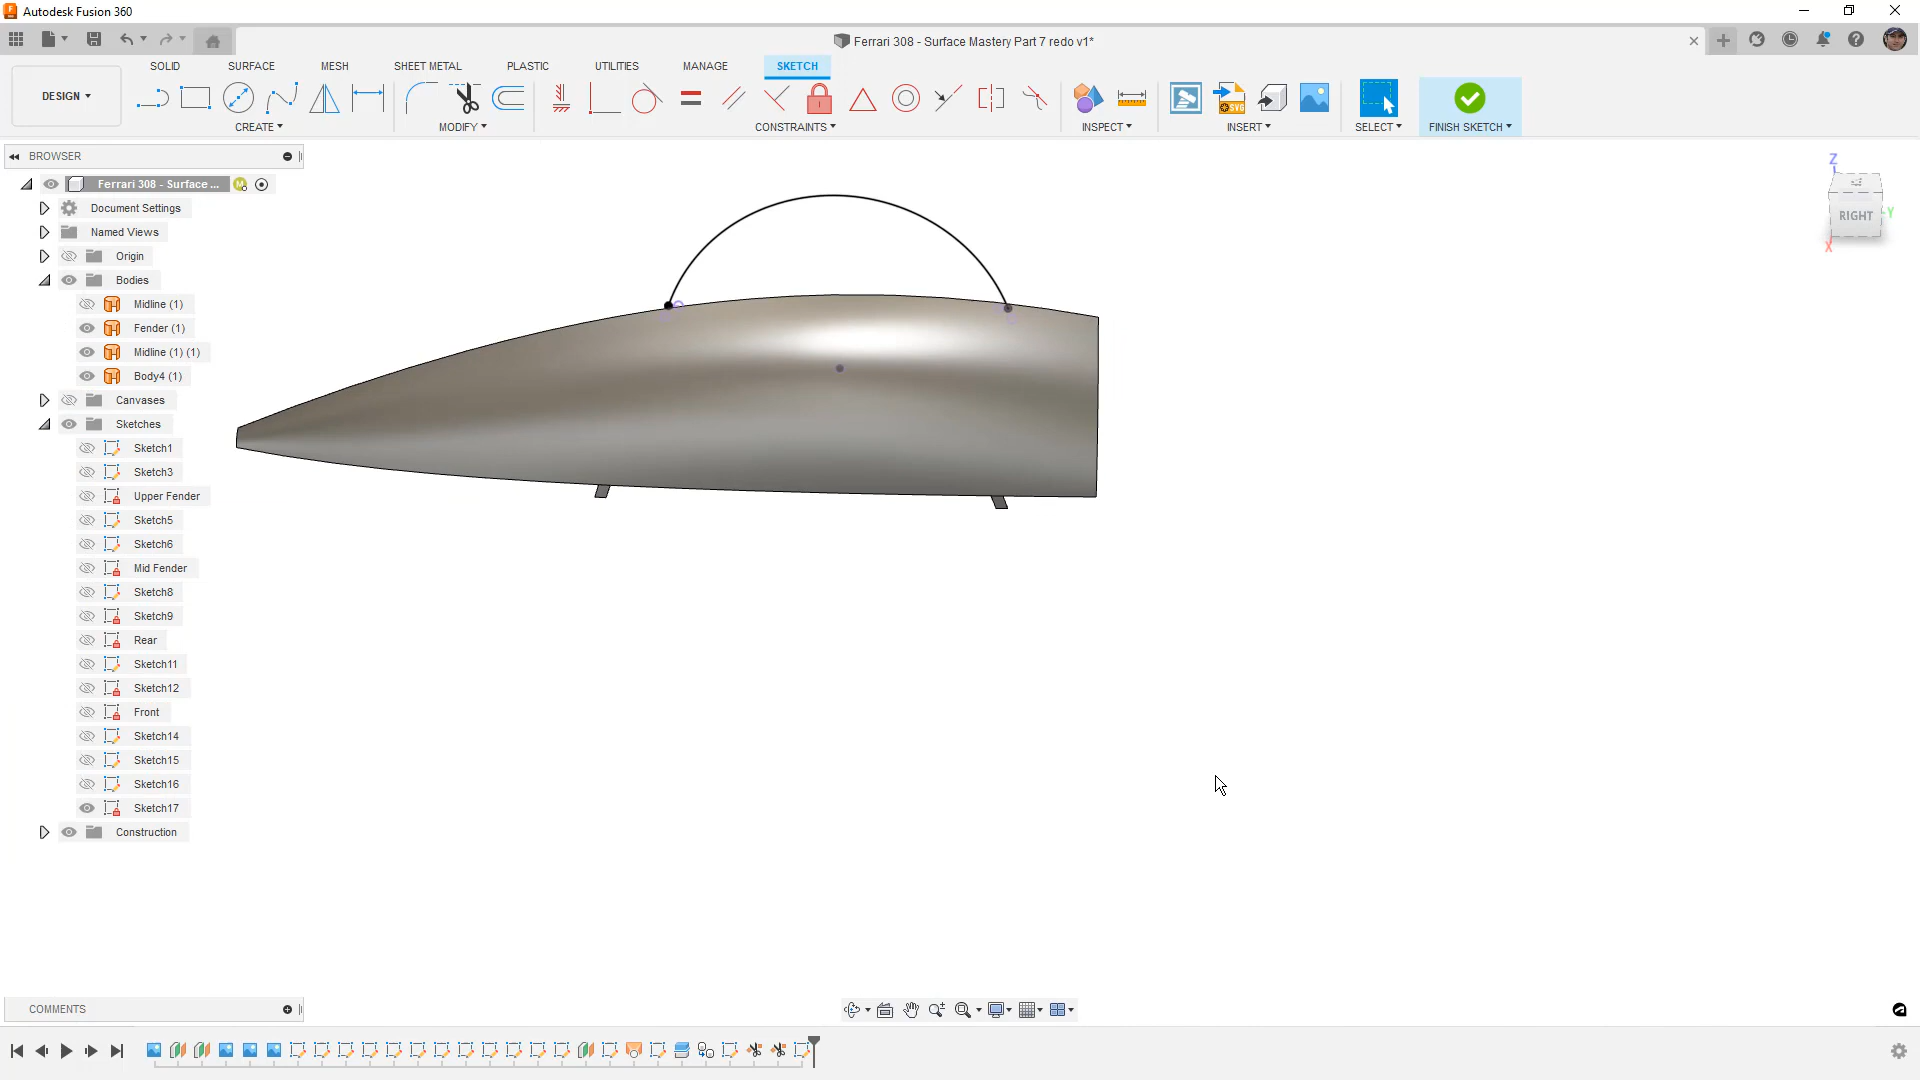 Autodesk Fusion 360
Ferrari 308 - Surface Mastery Part 7 redo v1*
SOLID SURFACE MESH SHEET METAL PLASTIC UTILITIES MANAGE SKETCH
DESIGN
CREATE MODIFY CONSTRAINTS INSPECT INSERT SELECT FINISH SKETCH
SVG
BROWSER
Ferrari 308 - Surface ...
Document Settings
Named Views
Origin
Bodies
Midline (1)
Fender (1)
Midline (1) (1)
Body4 (1)
Canvases
Sketches
Sketch1
Sketch3
Upper Fender
Sketch5
Sketch6
Mid Fender
Sketch8
Sketch9
Rear
Sketch11
Sketch12
Front
Sketch14
Sketch15
Sketch16
Sketch17
Construction
Z
RIGHT
Y
X
COMMENTS